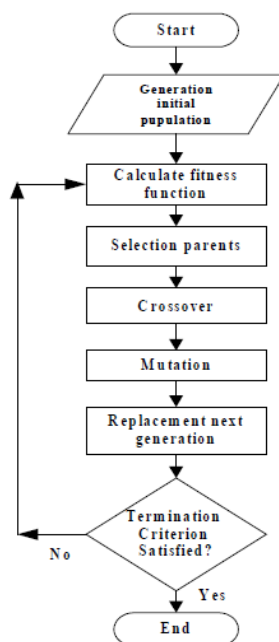 Start
Generation
initial
pupulation
Calculate fitness
function
Selection parents
Crossover
Mutation
Replacement next
generation
Termination
Criterion
Satisfied?
No
Yes
End